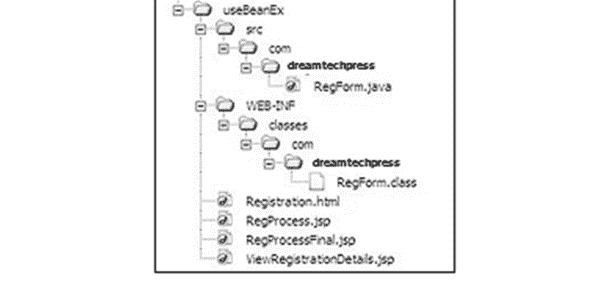 useBeanEx
src
com
dreamtechpress
RegForm.java
WEB-INF
classes
com
dreamtechpress
RegForm.class
Registration.html
RegProcess.jsp
RegProcessFinal.jsp
ViewRegistrationDetails.jsp